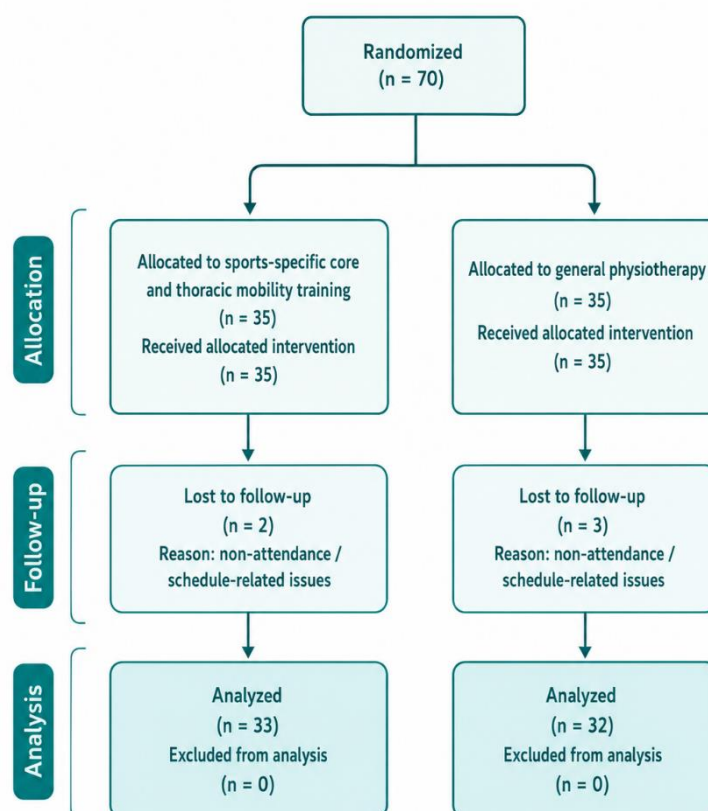 Randomized
(n = 70)
Allocation
Allocated to sports-specific core
and thoracic mobility training
(n = 35)
Received allocated intervention
(n = 35)
Allocated to general physiotherapy
(n = 35)
Received allocated intervention
(n = 35)
Follow-up
Lost to follow-up
(n = 2)
Reason: non-attendance /
schedule-related issues
Lost to follow-up
(n = 3)
Reason: non-attendance /
schedule-related issues
Analysis
Analyzed
(n = 33)
Excluded from analysis
(n = 0)
Analyzed
(n = 32)
Excluded from analysis
(n = 0)